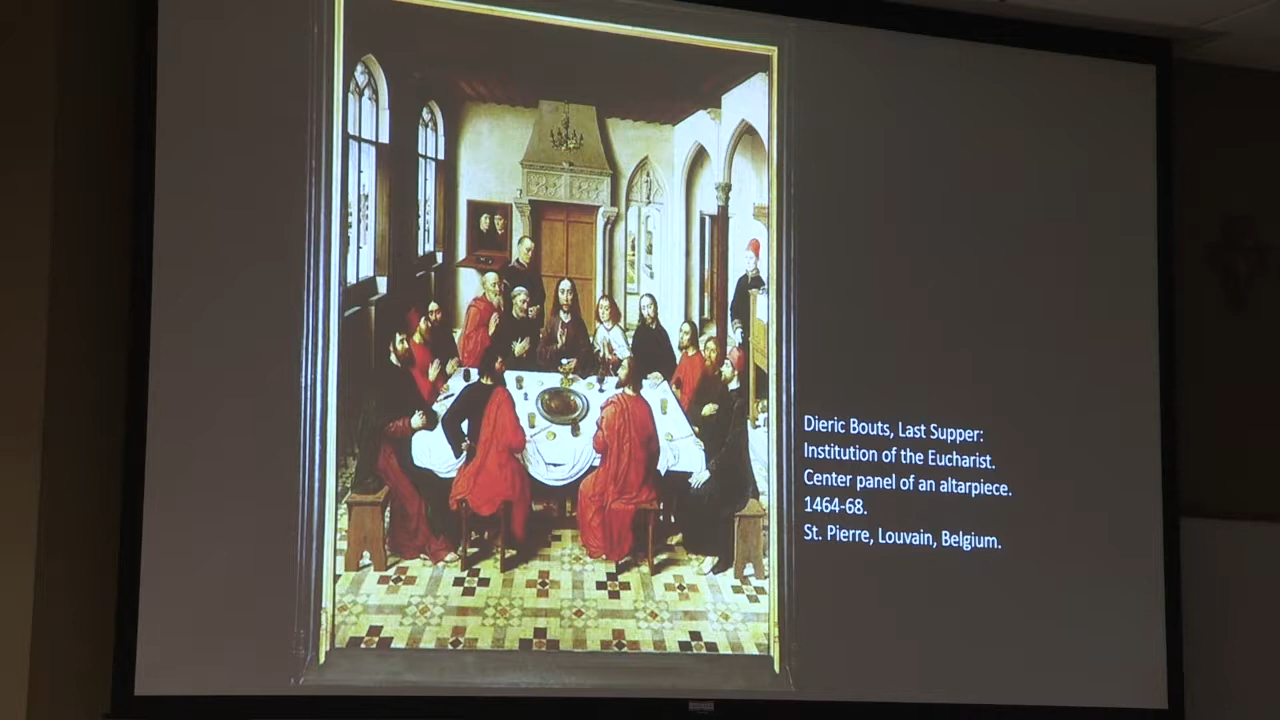 Dieric Bouts, Last Supper:
Institution of the Eucharist.
Center panel of an altarpiece.
1464-68.
St. Pierre, Louvain, Belgium.